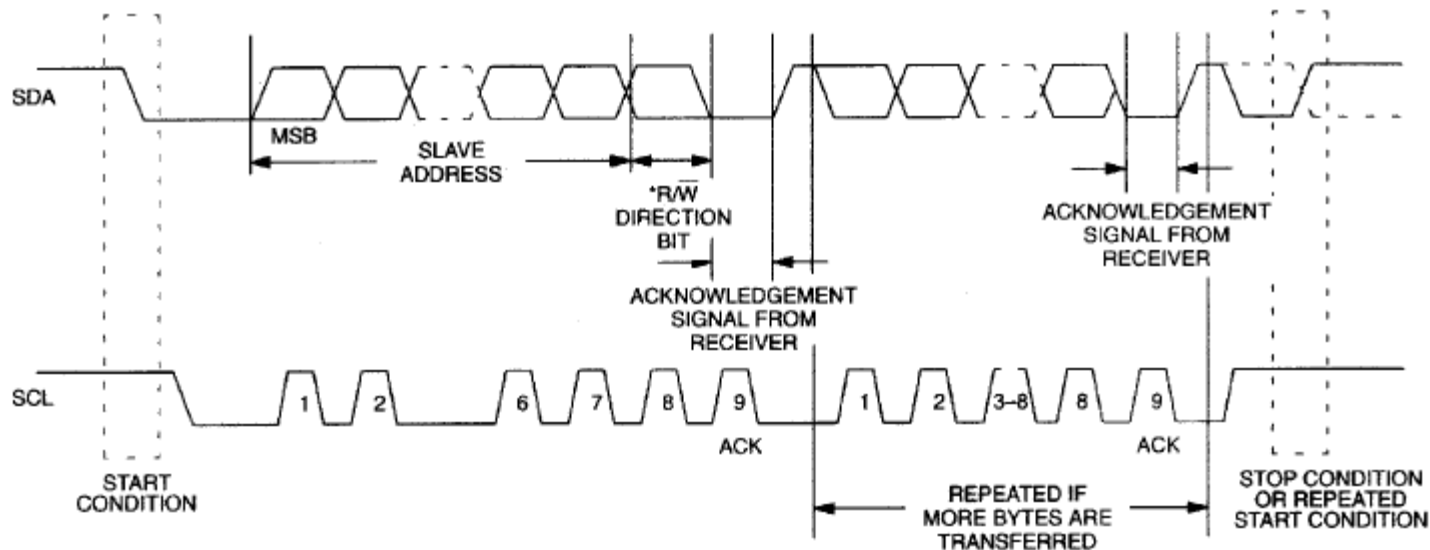 SDA
MSB
SLAVE
ADDRESS
*R/W̅
DIRECTION
BIT
ACKNOWLEDGEMENT
SIGNAL FROM
RECEIVER
ACKNOWLEDGEMENT
SIGNAL FROM
RECEIVER
SCL
1
2
6
7
8
9
1
2
3–8
8
9
ACK
ACK
START
CONDITION
REPEATED IF
MORE BYTES ARE
TRANSFERRED
STOP CONDITION
OR REPEATED
START CONDITION